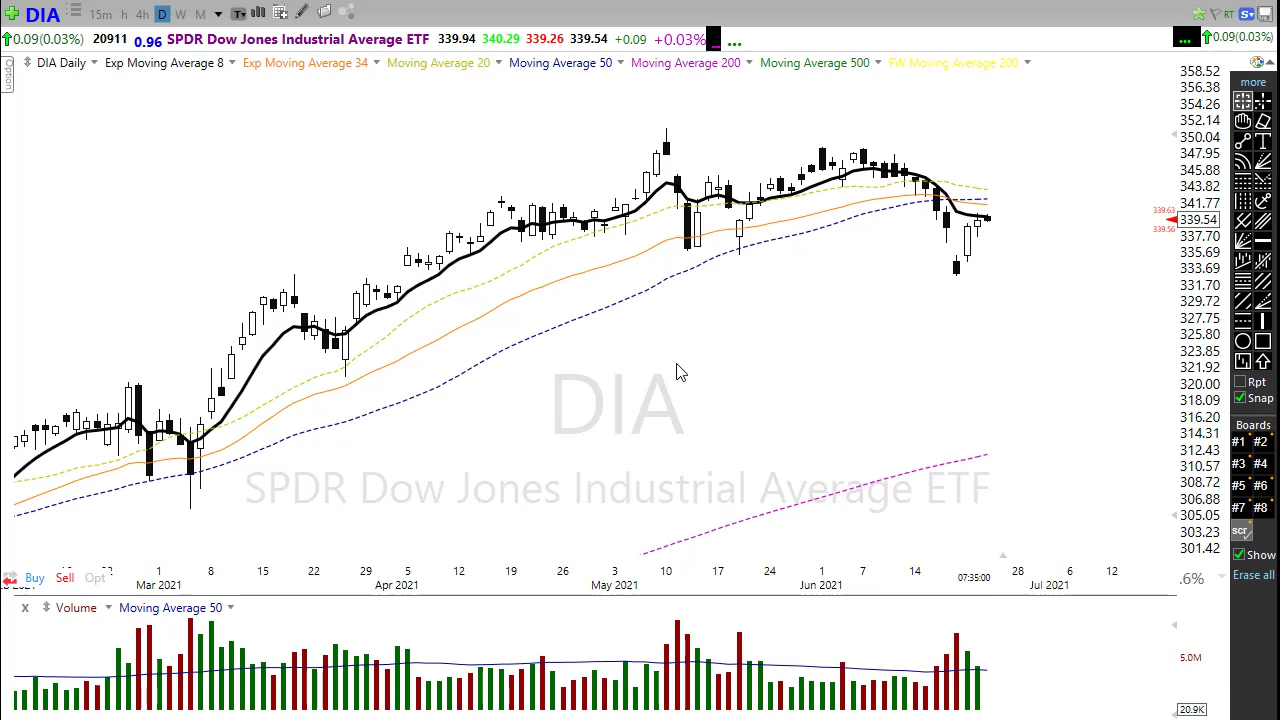 DIA 15m h 4h D W M T RT S
0.09(0.03%) 20911 0.96 SPDR Dow Jones Industrial Average ETF 339.94 340.29 339.26 339.54 +0.09 +0.03% ... ... ... 0.09(0.03%)
Option
DIA Daily Exp Moving Average 8 Exp Moving Average 34 Moving Average 20 Moving Average 50 Moving Average 200 Moving Average 500 FW Moving Average 200
more
358.52
356.38
354.26
352.14
350.04
347.95
345.88
343.82
341.77
339.63
339.54
339.56
337.70
335.69
333.69
331.70
329.72
327.75
325.80
323.85
321.92
320.00
318.09
316.20
314.31
312.43
310.57
308.72
306.88
305.05
303.23
301.42
DIA
SPDR Dow Jones Industrial Average ETF
Rpt
Snap
Boards
#1 #2
#3 #4
#5 #6
#7 #8
scr
Show
Erase all
1 8 15 22 5 12 19 26 3 10 17 24 1 7 14 07:35:00 28 6 12
Mar 2021 Apr 2021 May 2021 Jun 2021 Jul 2021
Buy Sell Opt
.6%
x Volume Moving Average 50
5.0M
20.9K